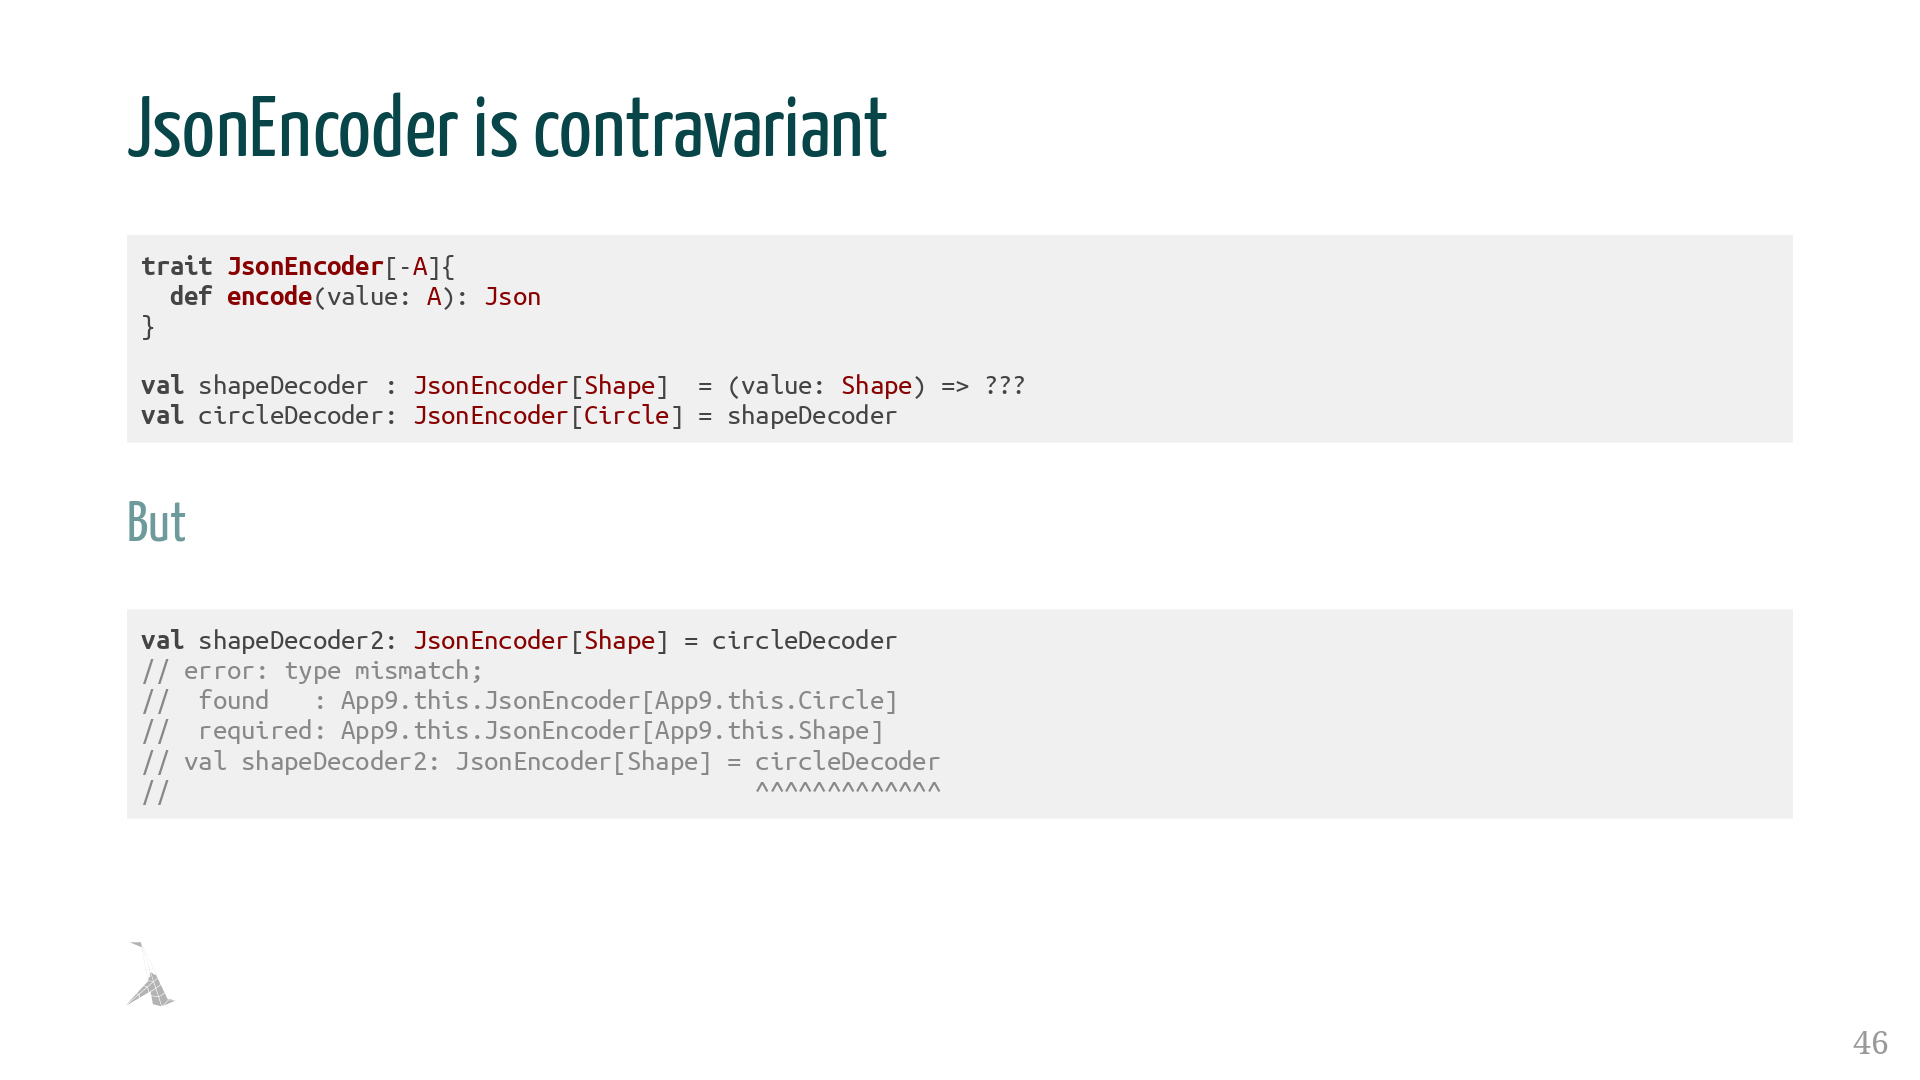 JsonEncoder is contravariant
trait JsonEncoder[-A]{
  def encode(value: A): Json
}
val shapeDecoder : JsonEncoder[Shape]  = (value: Shape) => ???
val circleDecoder: JsonEncoder[Circle] = shapeDecoder
But
val shapeDecoder2: JsonEncoder[Shape] = circleDecoder
// error: type mismatch;
//  found   : App9.this.JsonEncoder[App9.this.Circle]
//  required: App9.this.JsonEncoder[App9.this.Shape]
// val shapeDecoder2: JsonEncoder[Shape] = circleDecoder
//                                         ^^^^^^^^^^^^^
46